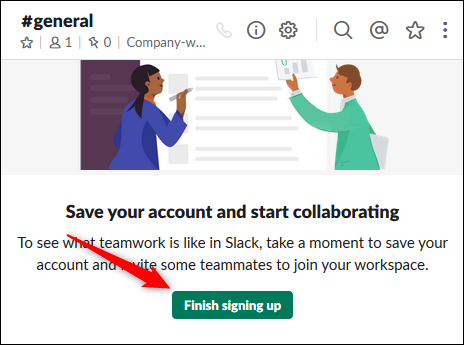 #general
1 | 0 | Company-w...
Save your account and start collaborating
To see what teamwork is like in Slack, take a moment to save your
account and invite some teammates to join your workspace.
Finish signing up